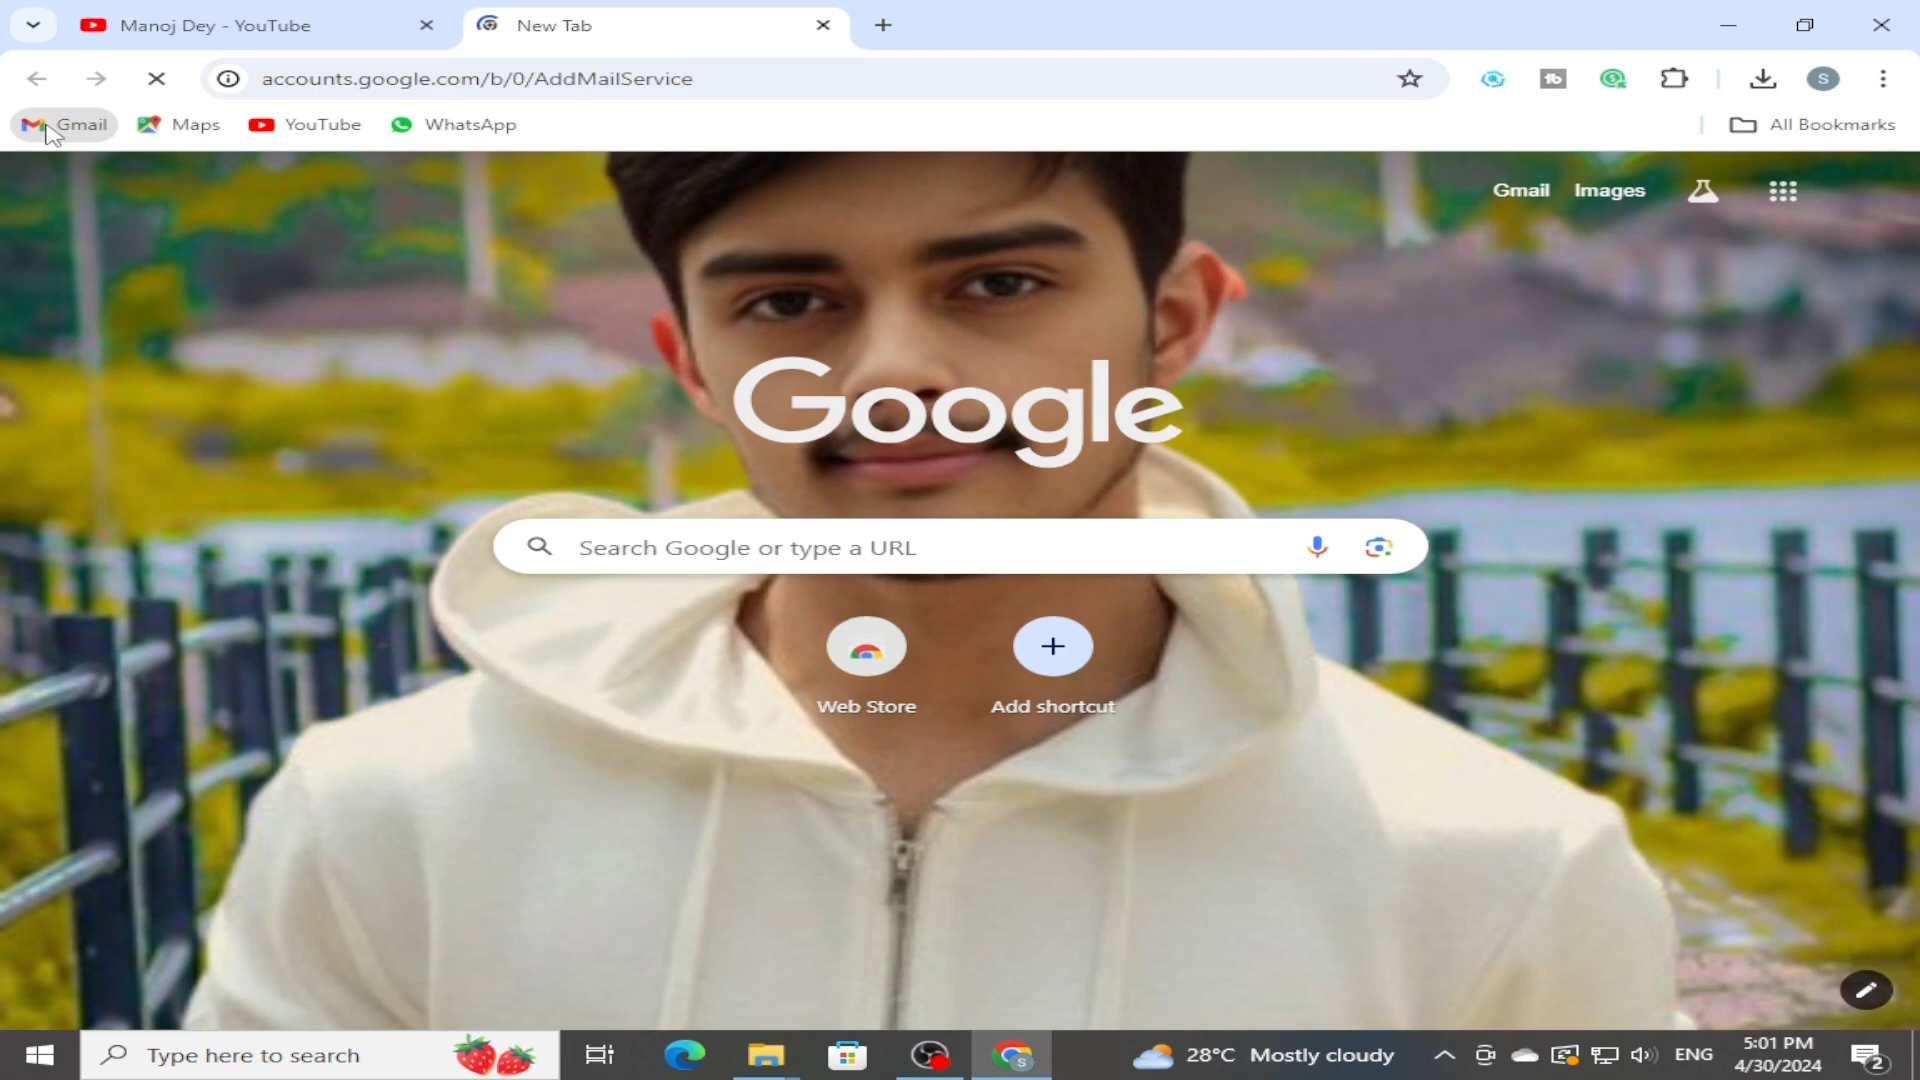 Manoj Dey - YouTube
New Tab
accounts.google.com/b/0/AddMailService
S
Gmail
Maps
YouTube
WhatsApp
All Bookmarks
Gmail
Images
Google
Search Google or type a URL
Web Store
Add shortcut
Type here to search
S
28°C Mostly cloudy
ENG
5:01 PM
4/30/2024
2